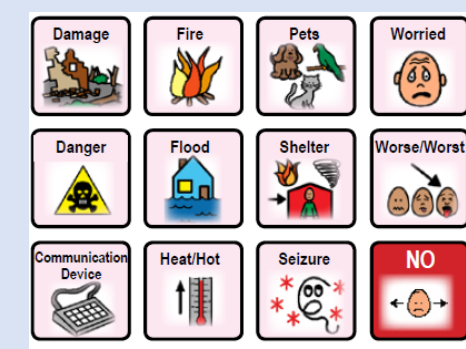 Damage
Fire
Pets
Worried
Danger
Flood
Shelter
Worse/Worst
Communication
Device
Heat/Hot
Seizure
NO